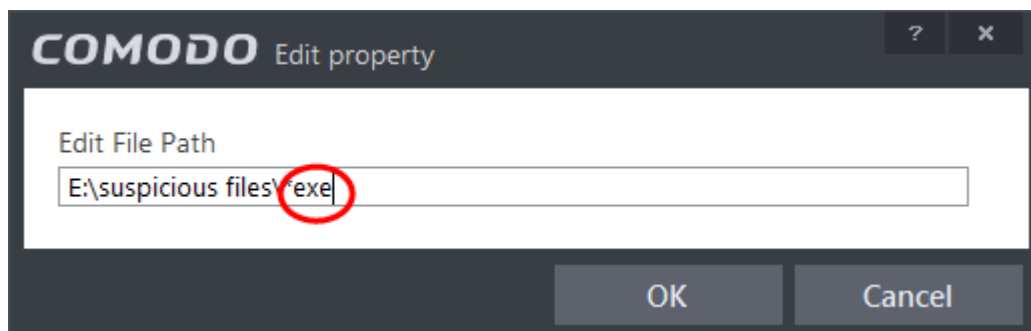 COMODO Edit property ? ×
Edit File Path
E:\suspicious files\*exe
OK Cancel